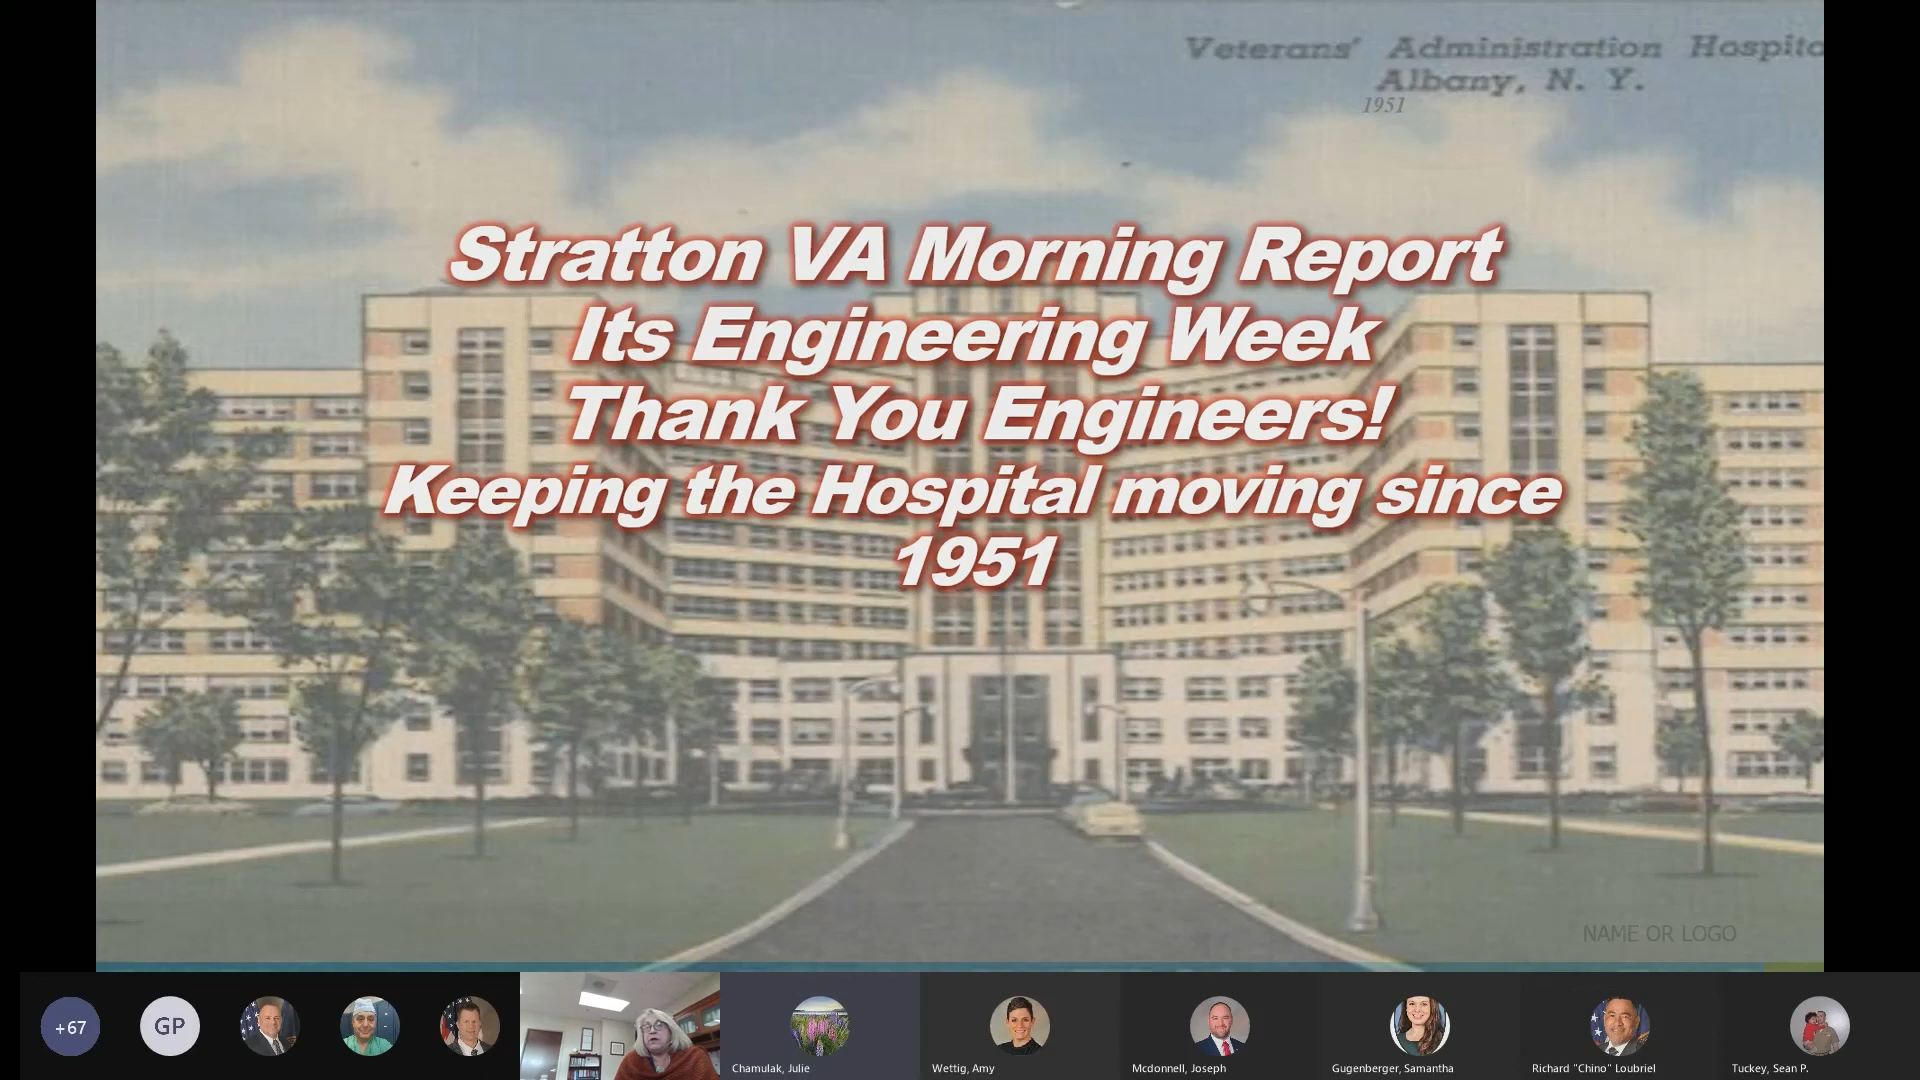 Veterans' Administration Hospita
Albany, N. Y.
1951
Stratton VA Morning Report
Its Engineering Week
Thank You Engineers!
Keeping the Hospital moving since
1951
NAME OR LOGO
+67
GP
Chamulak, Julie
Wettig, Amy
Mcdonnell, Joseph
Gugenberger, Samantha
Richard "Chino" Loubriel
Tuckey, Sean P.